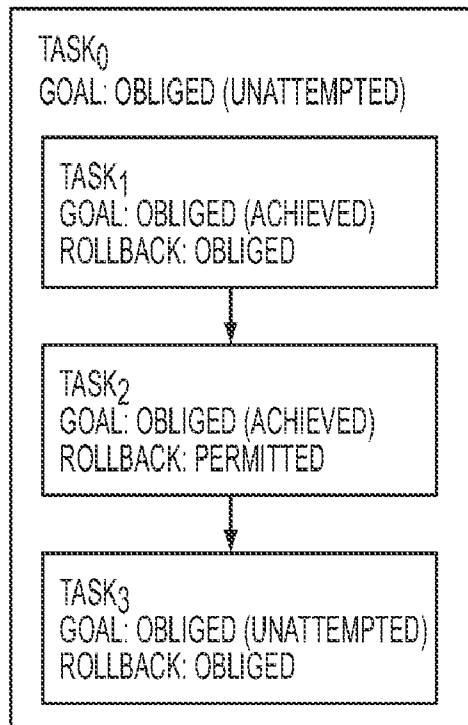 TASK0
GOAL: OBLIGED (UNATTEMPTED)
TASK1
GOAL: OBLIGED (ACHIEVED)
ROLLBACK: OBLIGED
TASK2
GOAL: OBLIGED (ACHIEVED)
ROLLBACK: PERMITTED
TASK3
GOAL: OBLIGED (UNATTEMPTED)
ROLLBACK: OBLIGED